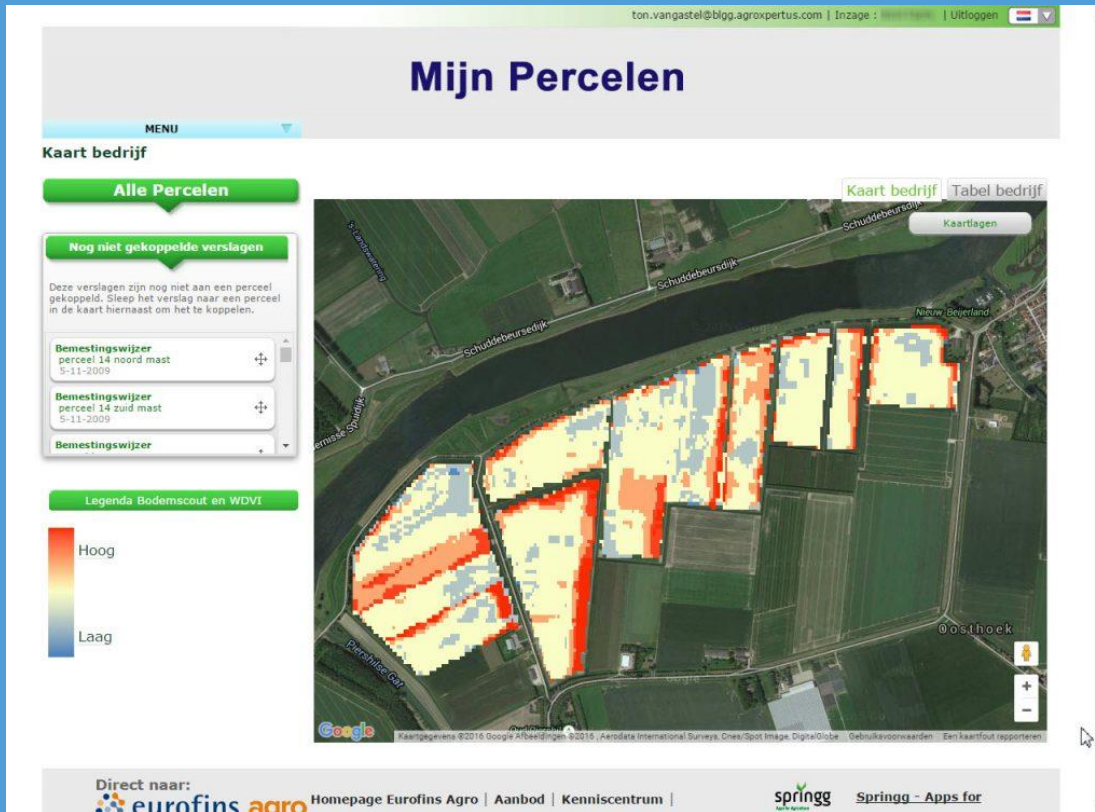 ton.vangastel@blgg.agroxpertus.com | Inzage : | Uitloggen
Mijn Percelen
MENU
Kaart bedrijf
Alle Percelen
Kaart bedrijf Tabel bedrijf
Kaartlagen
Nog niet gekoppelde verslagen
Deze verslagen zijn nog niet aan een perceel
gekoppeld. Sleep het verslag naar een perceel
in de kaart hiernaast om het te koppelen.
Bemestingswijzer
perceel 14 noord mast
5-11-2009
Bemestingswijzer
perceel 14 zuid mast
5-11-2009
Bemestingswijzer
Legenda Bodemscout en WDVI
Hoog
Laag
's-Landswatering
Schuddebeursdijk
Schuddebeursdijk
Schuddebeursedijk
Nieuw-Beijerland
Spuidijk
Piershilse Gat
Oosthoek
Google
Kaartgegevens ©2016 Google Afbeeldingen ©2016 , Aerodata International Surveys, Cnes/Spot Image, DigitalGlobe Gebruiksvoorwaarden Een kaartfout rapporteren
Direct naar:
eurofins agro
Homepage Eurofins Agro | Aanbod | Kenniscentrum |
springg
Springg - Apps for